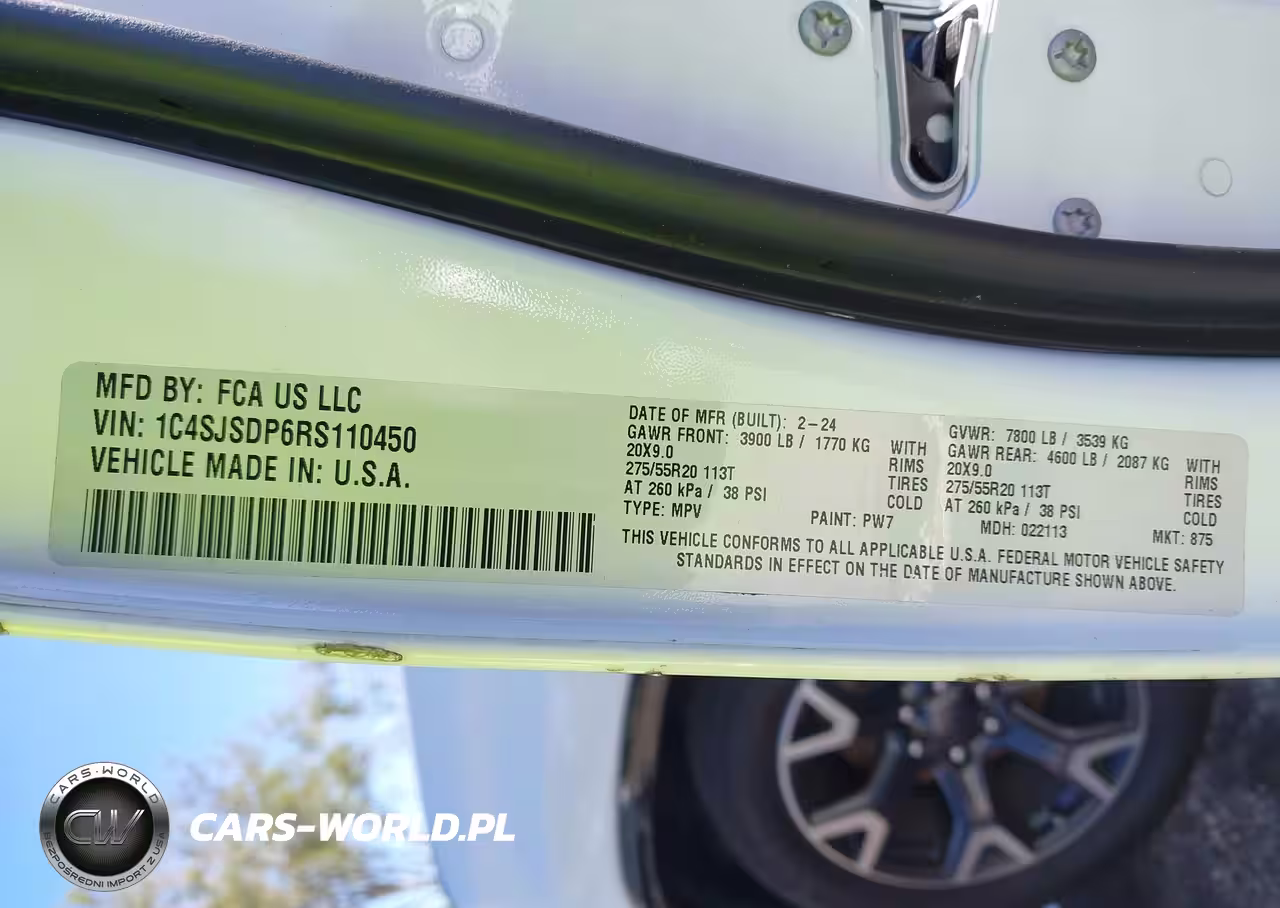 MFD BY: FCA US LLC
VIN: 1C4SJSDP6RS110450
VEHICLE MADE IN: U.S.A.
DATE OF MFR (BUILT): 2-24
GAWR FRONT: 3900 LB / 1770 KG WITH
20X9.0 RIMS
275/55R20 113T TIRES
AT 260 kPa / 38 PSI COLD
TYPE: MPV PAINT: PW7
GVWR: 7800 LB / 3539 KG
GAWR REAR: 4600 LB / 2087 KG WITH
20X9.0 RIMS
275/55R20 113T TIRES
AT 260 kPa / 38 PSI COLD
MDH: 022113 MKT: 875
THIS VEHICLE CONFORMS TO ALL APPLICABLE U.S.A. FEDERAL MOTOR VEHICLE SAFETY
STANDARDS IN EFFECT ON THE DATE OF MANUFACTURE SHOWN ABOVE.
CARS-WORLD
CW
BEZPOŚREDNI IMPORT Z USA
CARS-WORLD.PL